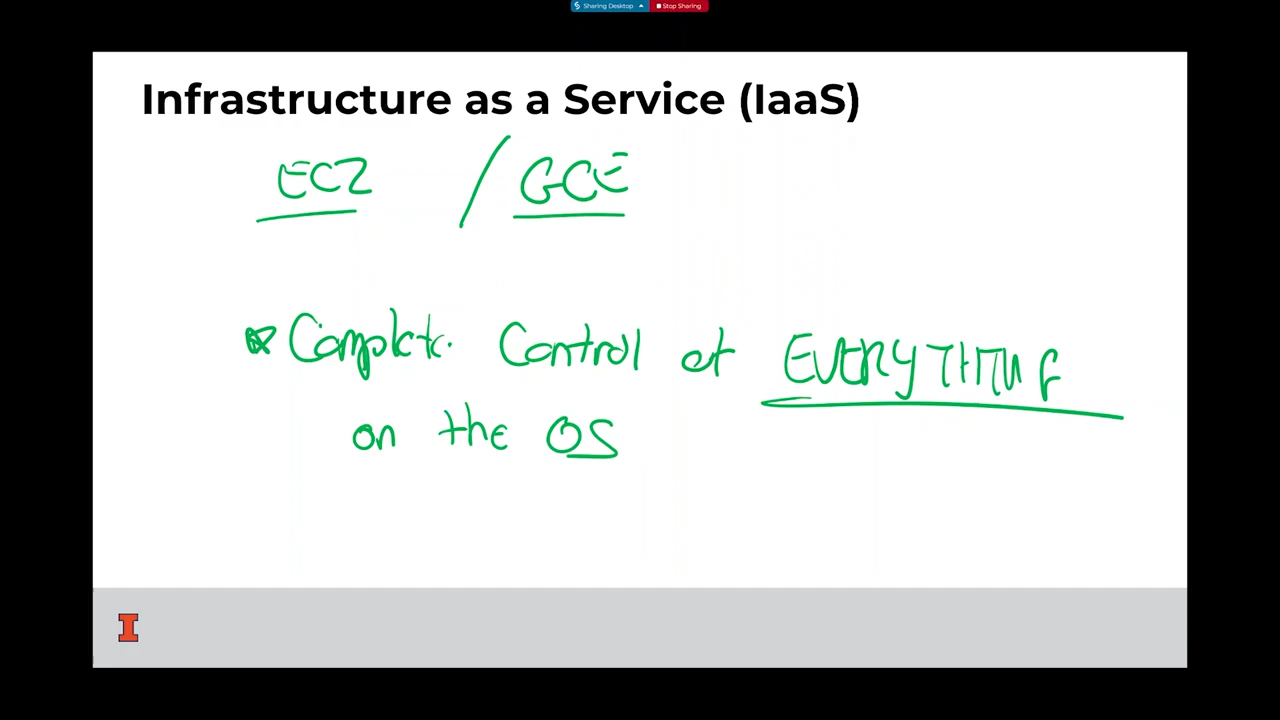 Sharing Desktop Stop Sharing
Infrastructure as a Service (IaaS)
EC2 / GCE
* Complete Control of EVERYTHING
on the OS
I